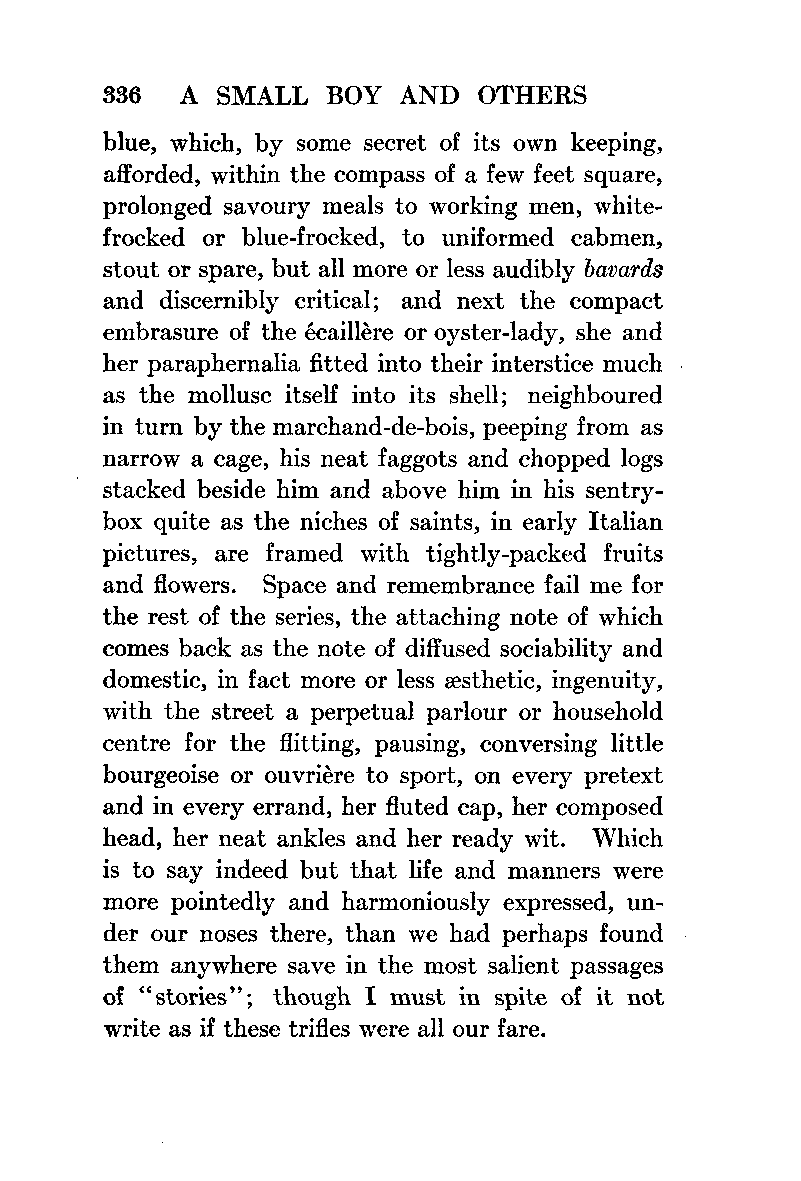 336 A SMALL BOY AND OTHERS
blue, which, by some secret of its own keeping,
afforded, within the compass of a few feet square,
prolonged savoury meals to working men, white-
frocked or blue-frocked, to uniformed cabmen,
stout or spare, but all more or less audibly bavards
and discernibly critical; and next the compact
embrasure of the écaillère or oyster-lady, she and
her paraphernalia fitted into their interstice much
as the mollusc itself into its shell; neighboured
in turn by the marchand-de-bois, peeping from as
narrow a cage, his neat faggots and chopped logs
stacked beside him and above him in his sentry-
box quite as the niches of saints, in early Italian
pictures, are framed with tightly-packed fruits
and flowers. Space and remembrance fail me for
the rest of the series, the attaching note of which
comes back as the note of diffused sociability and
domestic, in fact more or less æsthetic, ingenuity,
with the street a perpetual parlour or household
centre for the flitting, pausing, conversing little
bourgeoise or ouvrière to sport, on every pretext
and in every errand, her fluted cap, her composed
head, her neat ankles and her ready wit. Which
is to say indeed but that life and manners were
more pointedly and harmoniously expressed, un-
der our noses there, than we had perhaps found
them anywhere save in the most salient passages
of "stories"; though I must in spite of it not
write as if these trifles were all our fare.